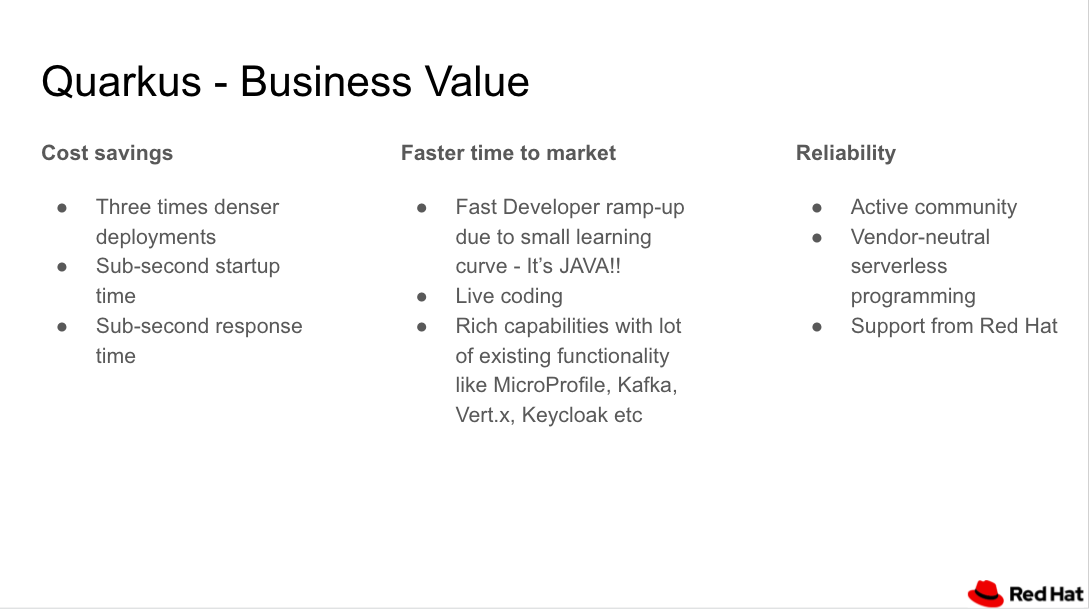 Quarkus - Business Value
Cost savings
● Three times denser
deployments
● Sub-second startup
time
● Sub-second response
time
Faster time to market
● Fast Developer ramp-up
due to small learning
curve - It’s JAVA!!
● Live coding
● Rich capabilities with lot
of existing functionality
like MicroProfile, Kafka,
Vert.x, Keycloak etc
Reliability
● Active community
● Vendor-neutral
serverless
programming
● Support from Red Hat
Red Hat